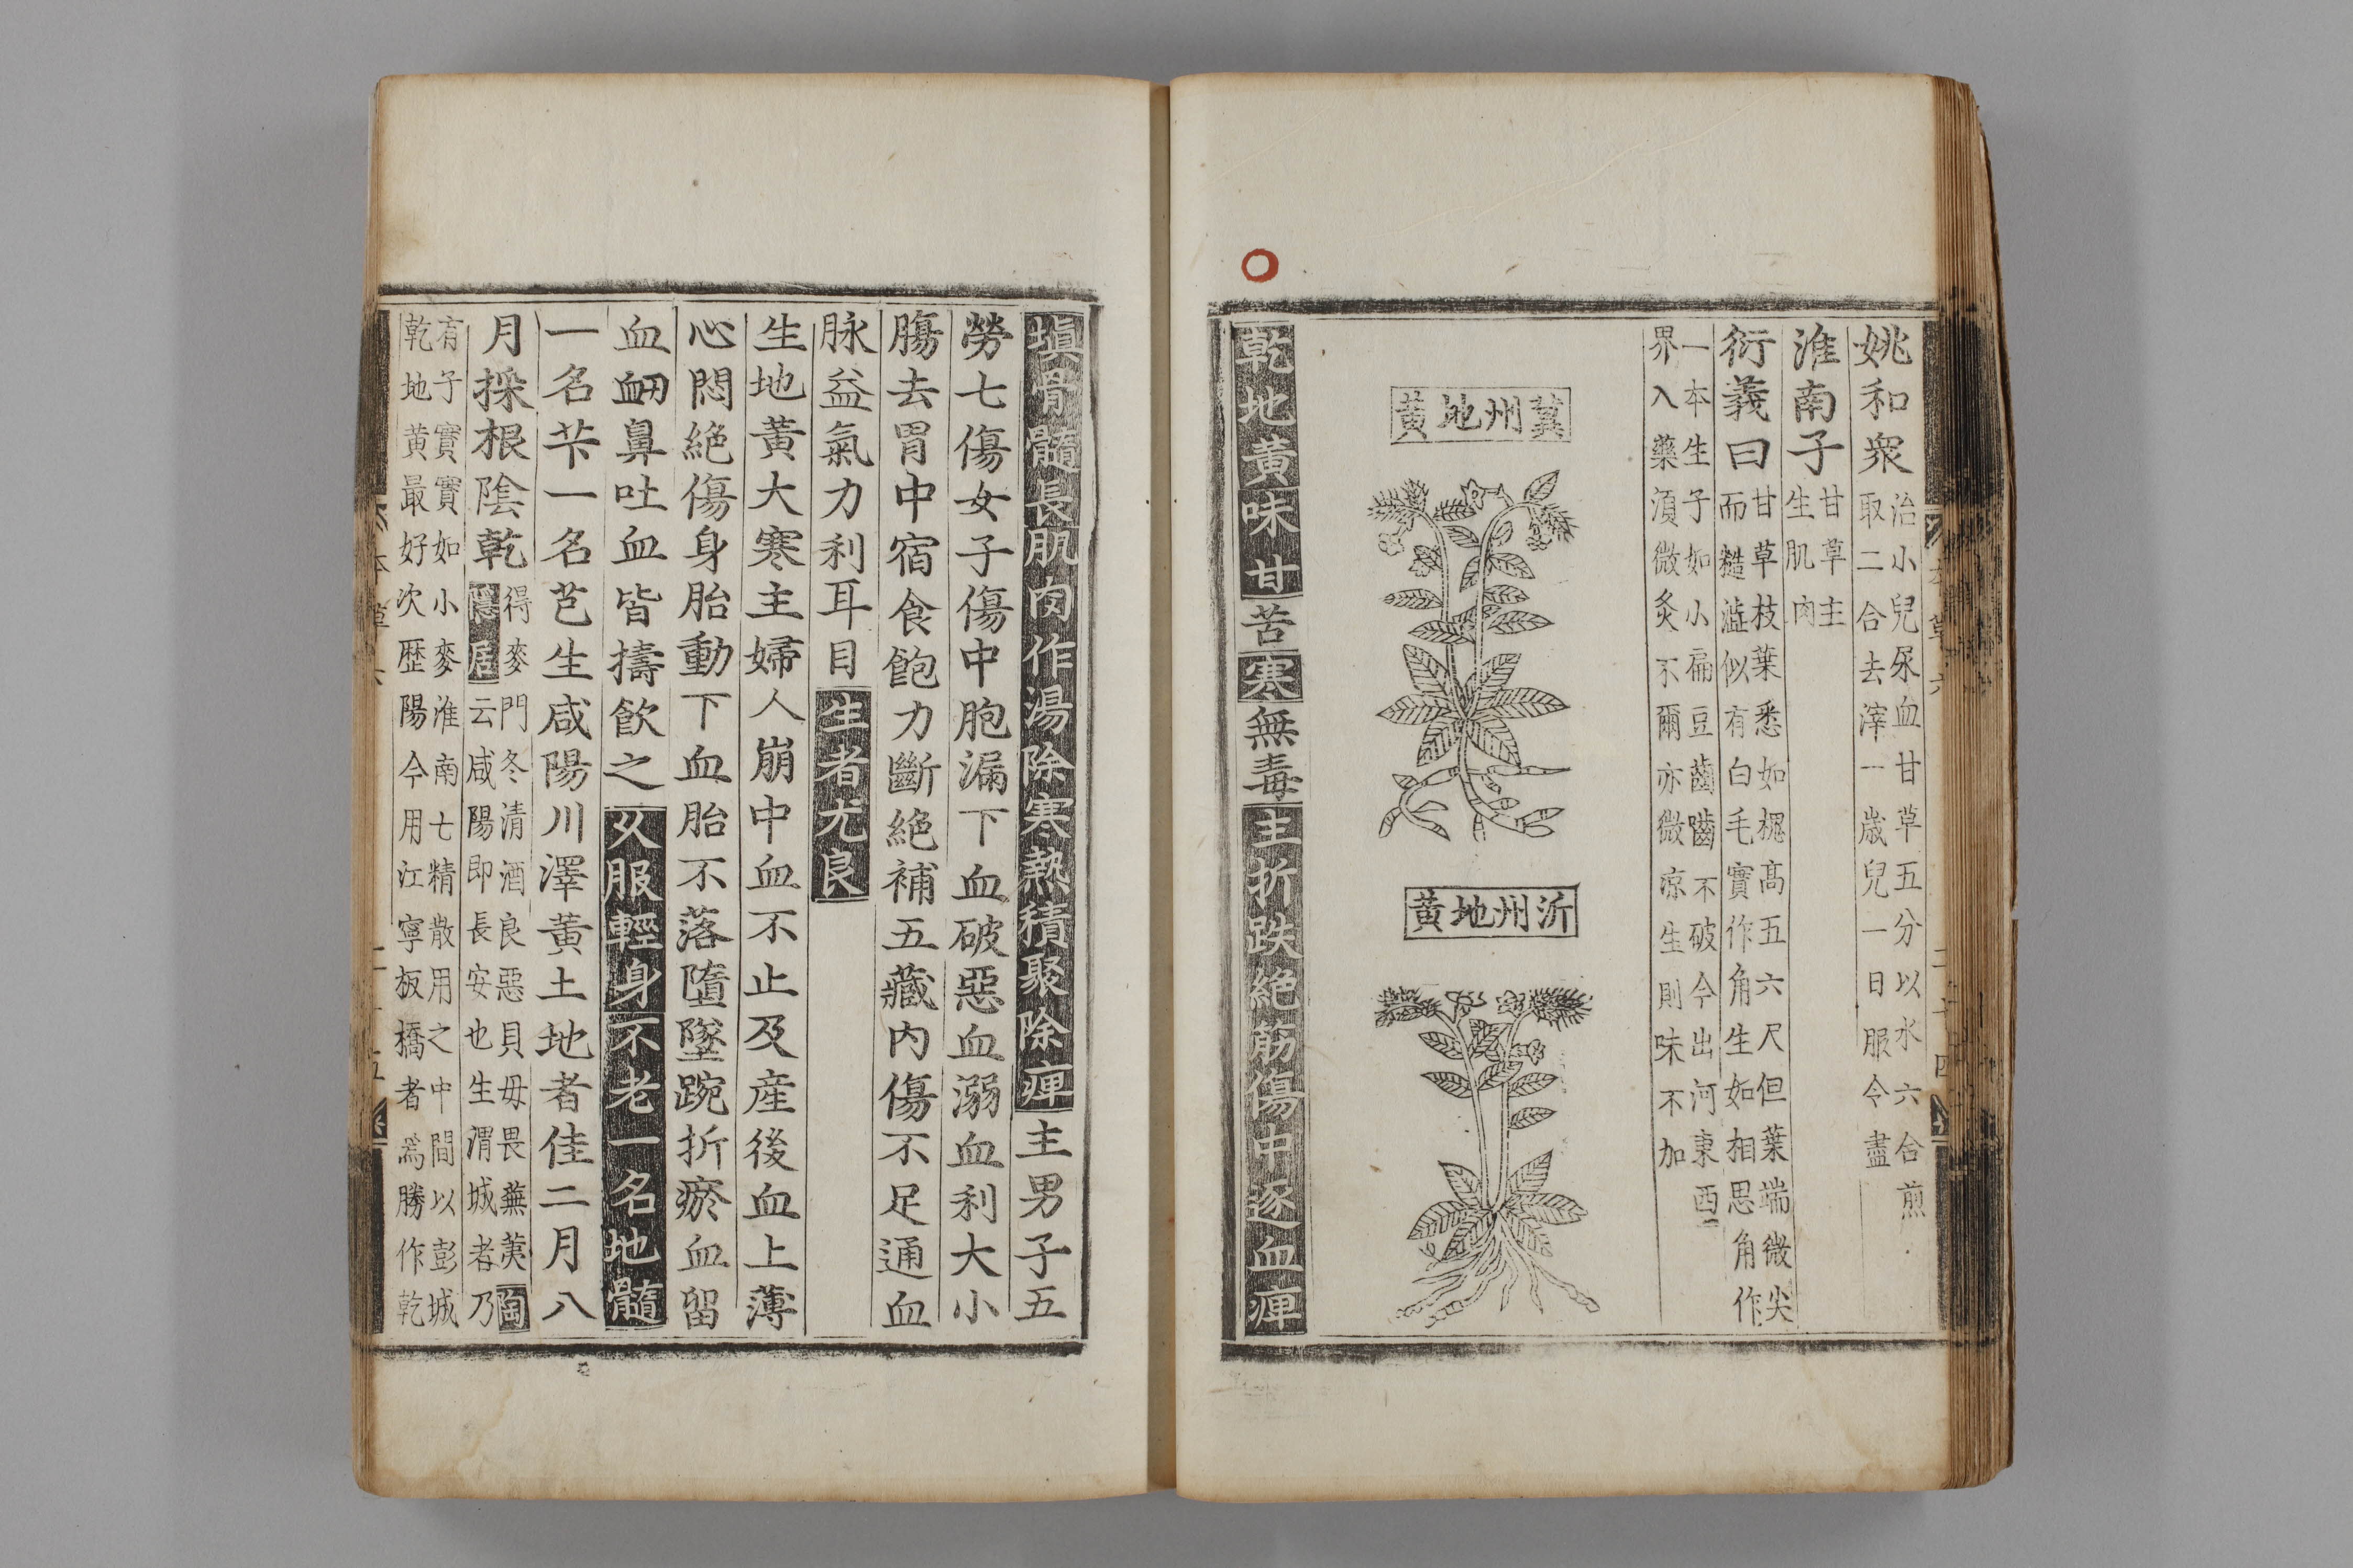 姚和衆治小兒尿血甘草五分以水六合煎
取二合去滓一歲兒一日服令盡
淮南子甘草主
生肌肉
衍義曰甘草枝葉悉如槐髙五六尺但葉端微尖
而糙澁似有白毛實作角生如相思角作
一本生子如小扁豆齒嚙不破今出河東西
界入藥湏微炙不爾亦微凉生則味不加
冀州地黃
沂州地黃
乾地黃味甘苦寒無毒主折跌絶筋傷中逐血痺
塡骨髓長肌肉作湯除寒熱積聚除痺主男子五
勞七傷女子傷中胞漏下血破惡血溺血利大小
腸去胃中宿食飽力斷絶補五藏内傷不足通血
脉益氣力利耳目生者尤良
生地黃大寒主婦人崩中血不止及産後血上薄
心悶絶傷身胎動下血胎不落墮墜踠折瘀血留
血衂鼻吐血皆擣飮之久服輕身不老一名地髓
一名芐一名芑生咸陽川澤黃土地者佳二月八
月採根陰乾得麥門冬清酒良惡貝母畏蕪荑陶
隱居云咸陽即長安也生渭城者乃
有子實實如小麥淮南七精散用之中間以彭城
乾地黃最好次歴陽今用江寧板橋者爲勝作乾